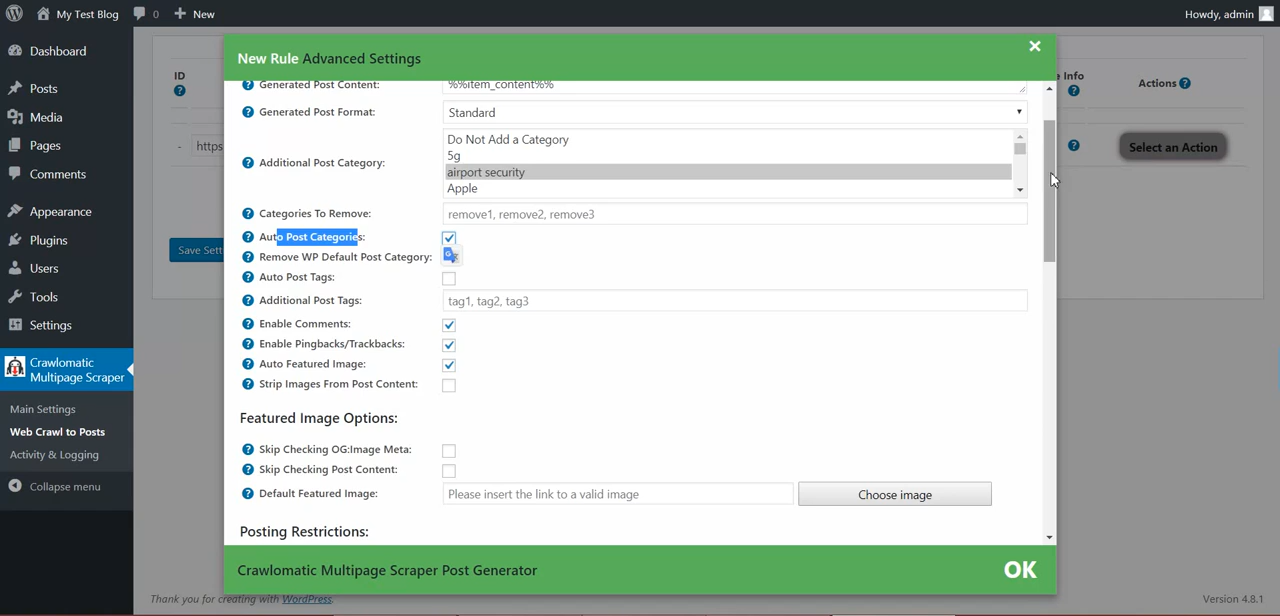 My Test Blog
0
New
Howdy, admin
Dashboard
Posts
Media
Pages
Comments
Appearance
Plugins
Users
Tools
Settings
Crawlomatic
Multipage Scraper
Main Settings
Web Crawl to Posts
Activity & Logging
Collapse menu
ID
-
https
Save Sett
New Rule Advanced Settings
Generated Post Content:
%%item_content%%
Generated Post Format:
Standard
Additional Post Category:
Do Not Add a Category
5g
airport security
Apple
Categories To Remove:
remove1, remove2, remove3
Auto Post Categories:
Remove WP Default Post Category:
Auto Post Tags:
Additional Post Tags:
tag1, tag2, tag3
Enable Comments:
Enable Pingbacks/Trackbacks:
Auto Featured Image:
Strip Images From Post Content:
Featured Image Options:
Skip Checking OG:Image Meta:
Skip Checking Post Content:
Default Featured Image:
Please insert the link to a valid image
Choose image
Posting Restrictions:
Crawlomatic Multipage Scraper Post Generator
OK
Info
Actions
Select an Action
Thank you for creating with WordPress.
Version 4.8.1